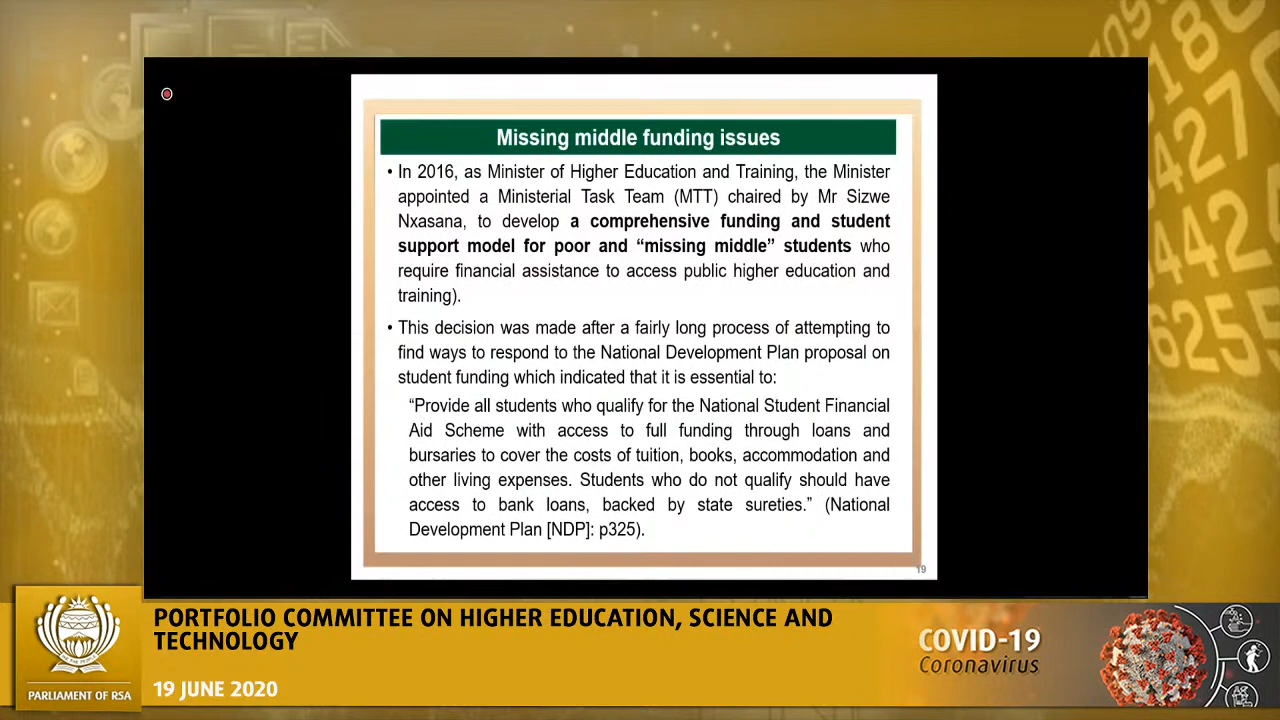 Missing middle funding issues
• In 2016, as Minister of Higher Education and Training, the Minister
appointed a Ministerial Task Team (MTT) chaired by Mr Sizwe
Nxasana, to develop a comprehensive funding and student
support model for poor and “missing middle” students who
require financial assistance to access public higher education and
training).
• This decision was made after a fairly long process of attempting to
find ways to respond to the National Development Plan proposal on
student funding which indicated that it is essential to:
“Provide all students who qualify for the National Student Financial
Aid Scheme with access to full funding through loans and
bursaries to cover the costs of tuition, books, accommodation and
other living expenses. Students who do not qualify should have
access to bank loans, backed by state sureties.” (National
Development Plan [NDP]: p325).
19
PORTFOLIO COMMITTEE ON HIGHER EDUCATION, SCIENCE AND
TECHNOLOGY
19 JUNE 2020
PARLIAMENT OF RSA
COVID-19
Coronavirus